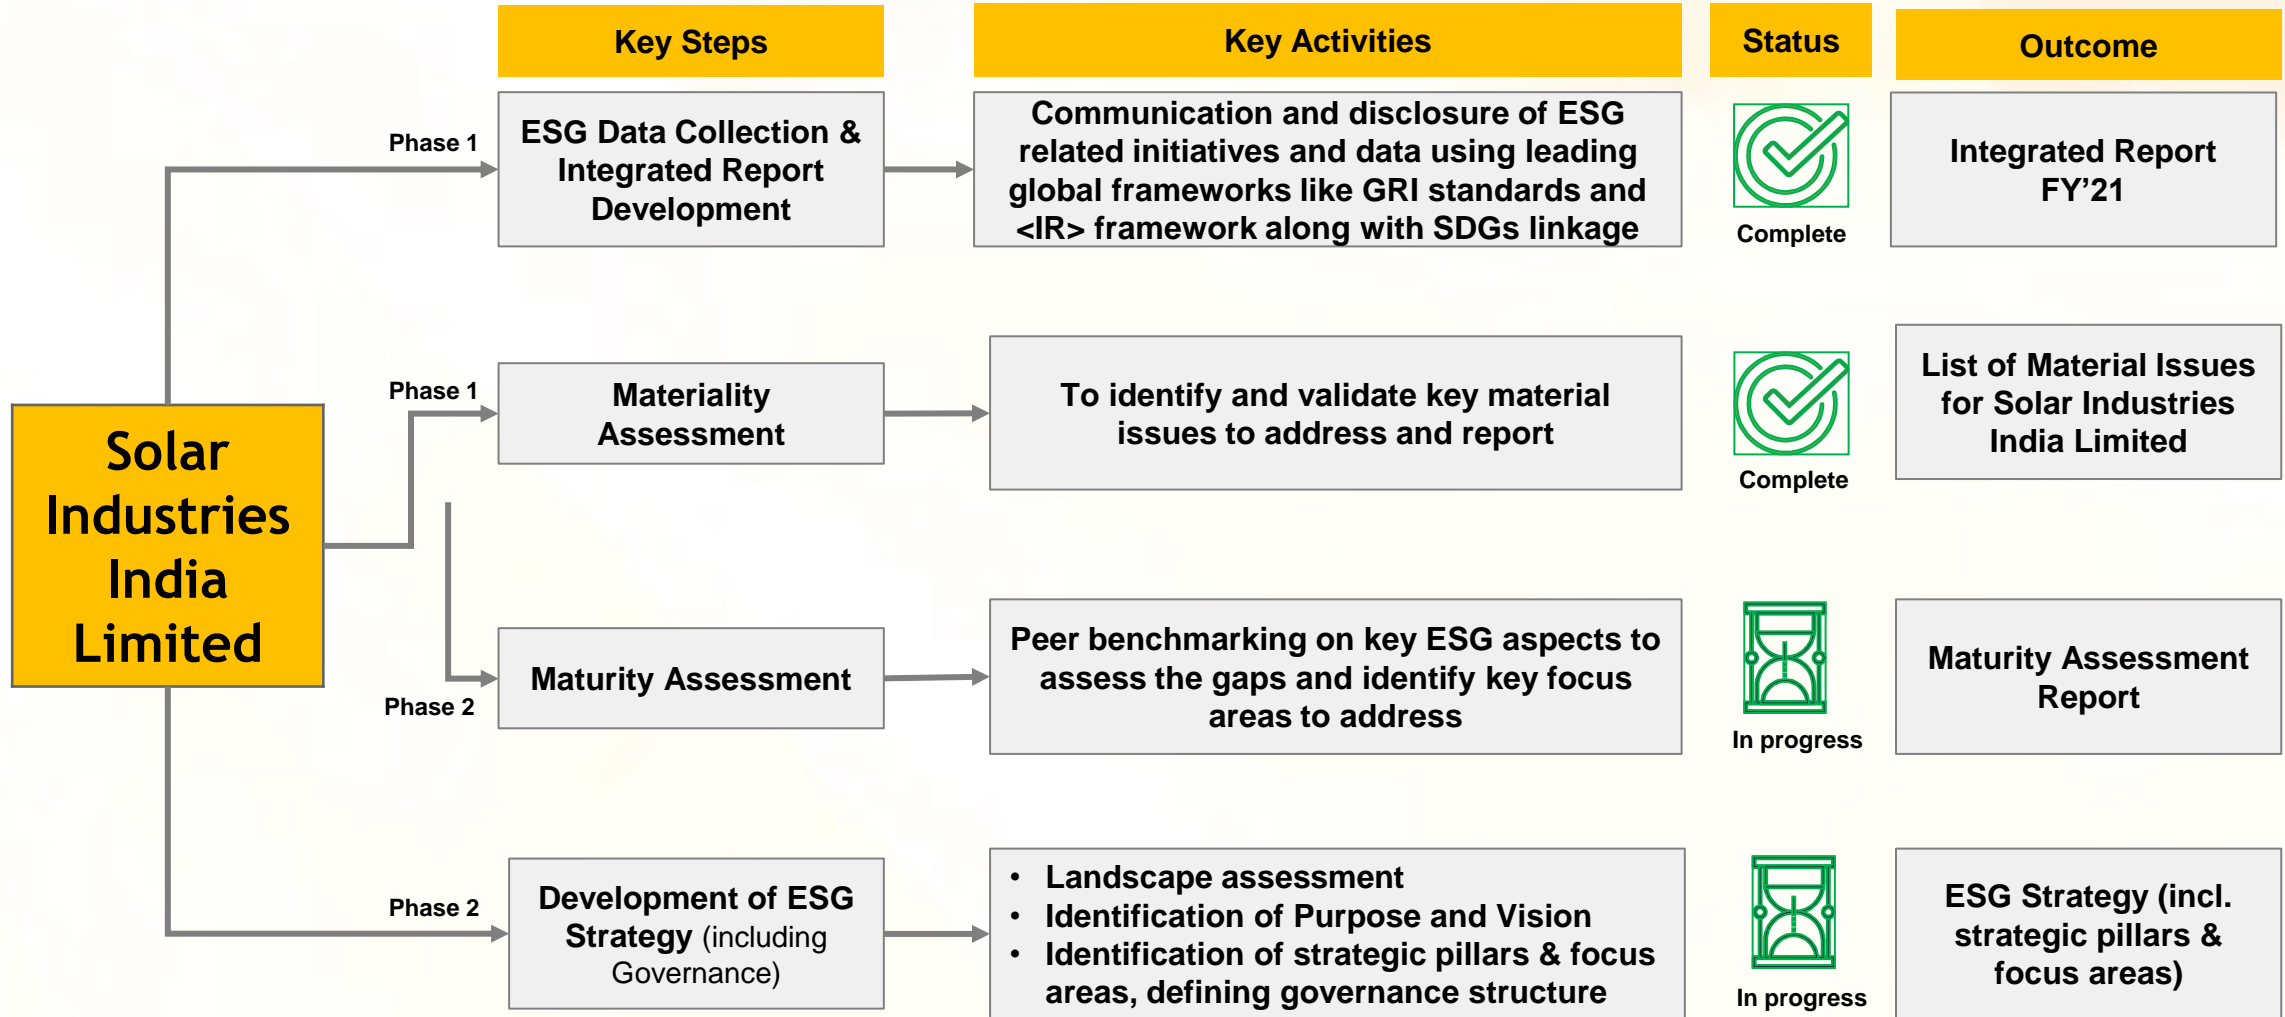 Key Steps
Key Activities
Status
Outcome
Phase 1
ESG Data Collection &
Integrated Report
Development
Communication and disclosure of ESG
related initiatives and data using leading
global frameworks like GRI standards and
<IR> framework along with SDGs linkage
Complete
Integrated Report
FY’21
Phase 1
Materiality
Assessment
To identify and validate key material
issues to address and report
Complete
List of Material Issues
for Solar Industries
India Limited
Solar
Industries
India
Limited
Phase 2
Maturity Assessment
Peer benchmarking on key ESG aspects to
assess the gaps and identify key focus
areas to address
In progress
Maturity Assessment
Report
Phase 2
Development of ESG
Strategy (including
Governance)
• Landscape assessment
• Identification of Purpose and Vision
• Identification of strategic pillars & focus
areas, defining governance structure
In progress
ESG Strategy (incl.
strategic pillars &
focus areas)